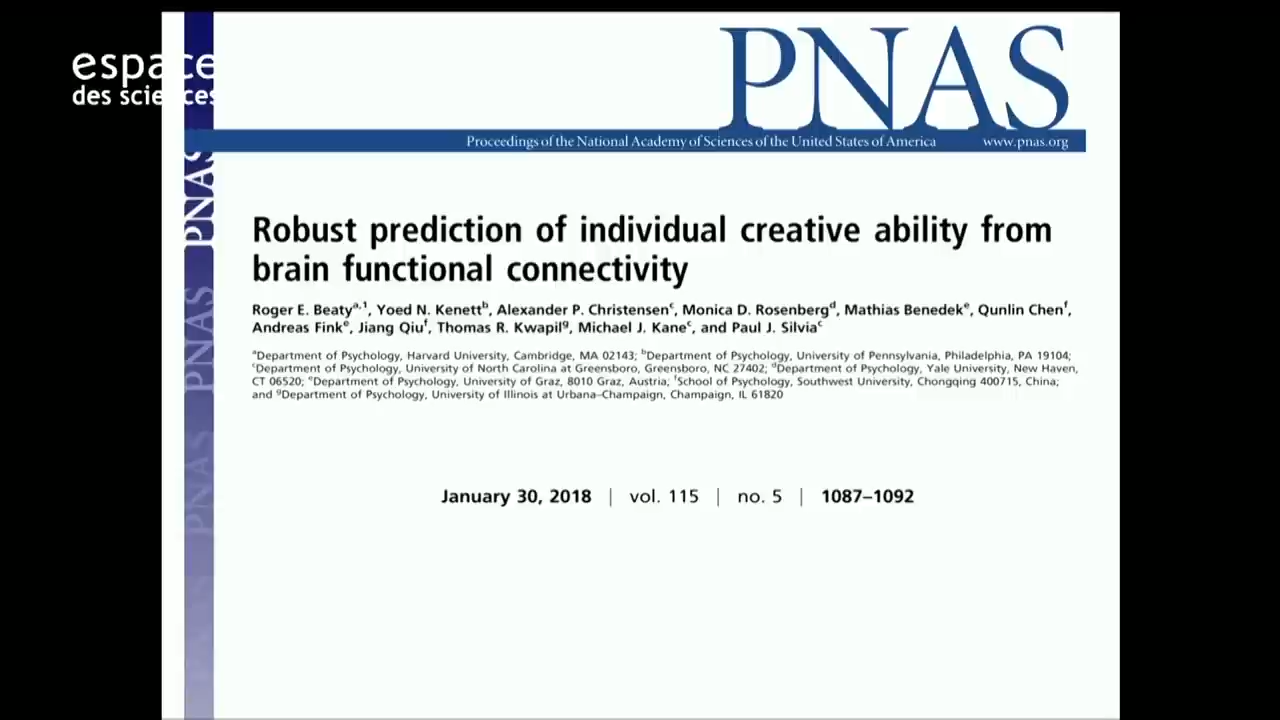 espace
des sciences
PNAS
Proceedings of the National Academy of Sciences of the United States of America www.pnas.org
PNAS
PNAS
PNAS
Robust prediction of individual creative ability from
brain functional connectivity
Roger E. Beatyᵃ,¹, Yoed N. Kenettᵇ, Alexander P. Christensenᶜ, Monica D. Rosenbergᵈ, Mathias Benedekᵉ, Qunlin Chenᶠ,
Andreas Finkᵉ, Jiang Qiuᶠ, Thomas R. Kwapilᵍ, Michael J. Kaneᶜ, and Paul J. Silviaᶜ
ᵃDepartment of Psychology, Harvard University, Cambridge, MA 02143; ᵇDepartment of Psychology, University of Pennsylvania, Philadelphia, PA 19104;
ᶜDepartment of Psychology, University of North Carolina at Greensboro, Greensboro, NC 27402; ᵈDepartment of Psychology, Yale University, New Haven,
CT 06520; ᵉDepartment of Psychology, University of Graz, 8010 Graz, Austria; ᶠSchool of Psychology, Southwest University, Chongqing 400715, China;
and ᵍDepartment of Psychology, University of Illinois at Urbana–Champaign, Champaign, IL 61820
January 30, 2018 | vol. 115 | no. 5 | 1087–1092